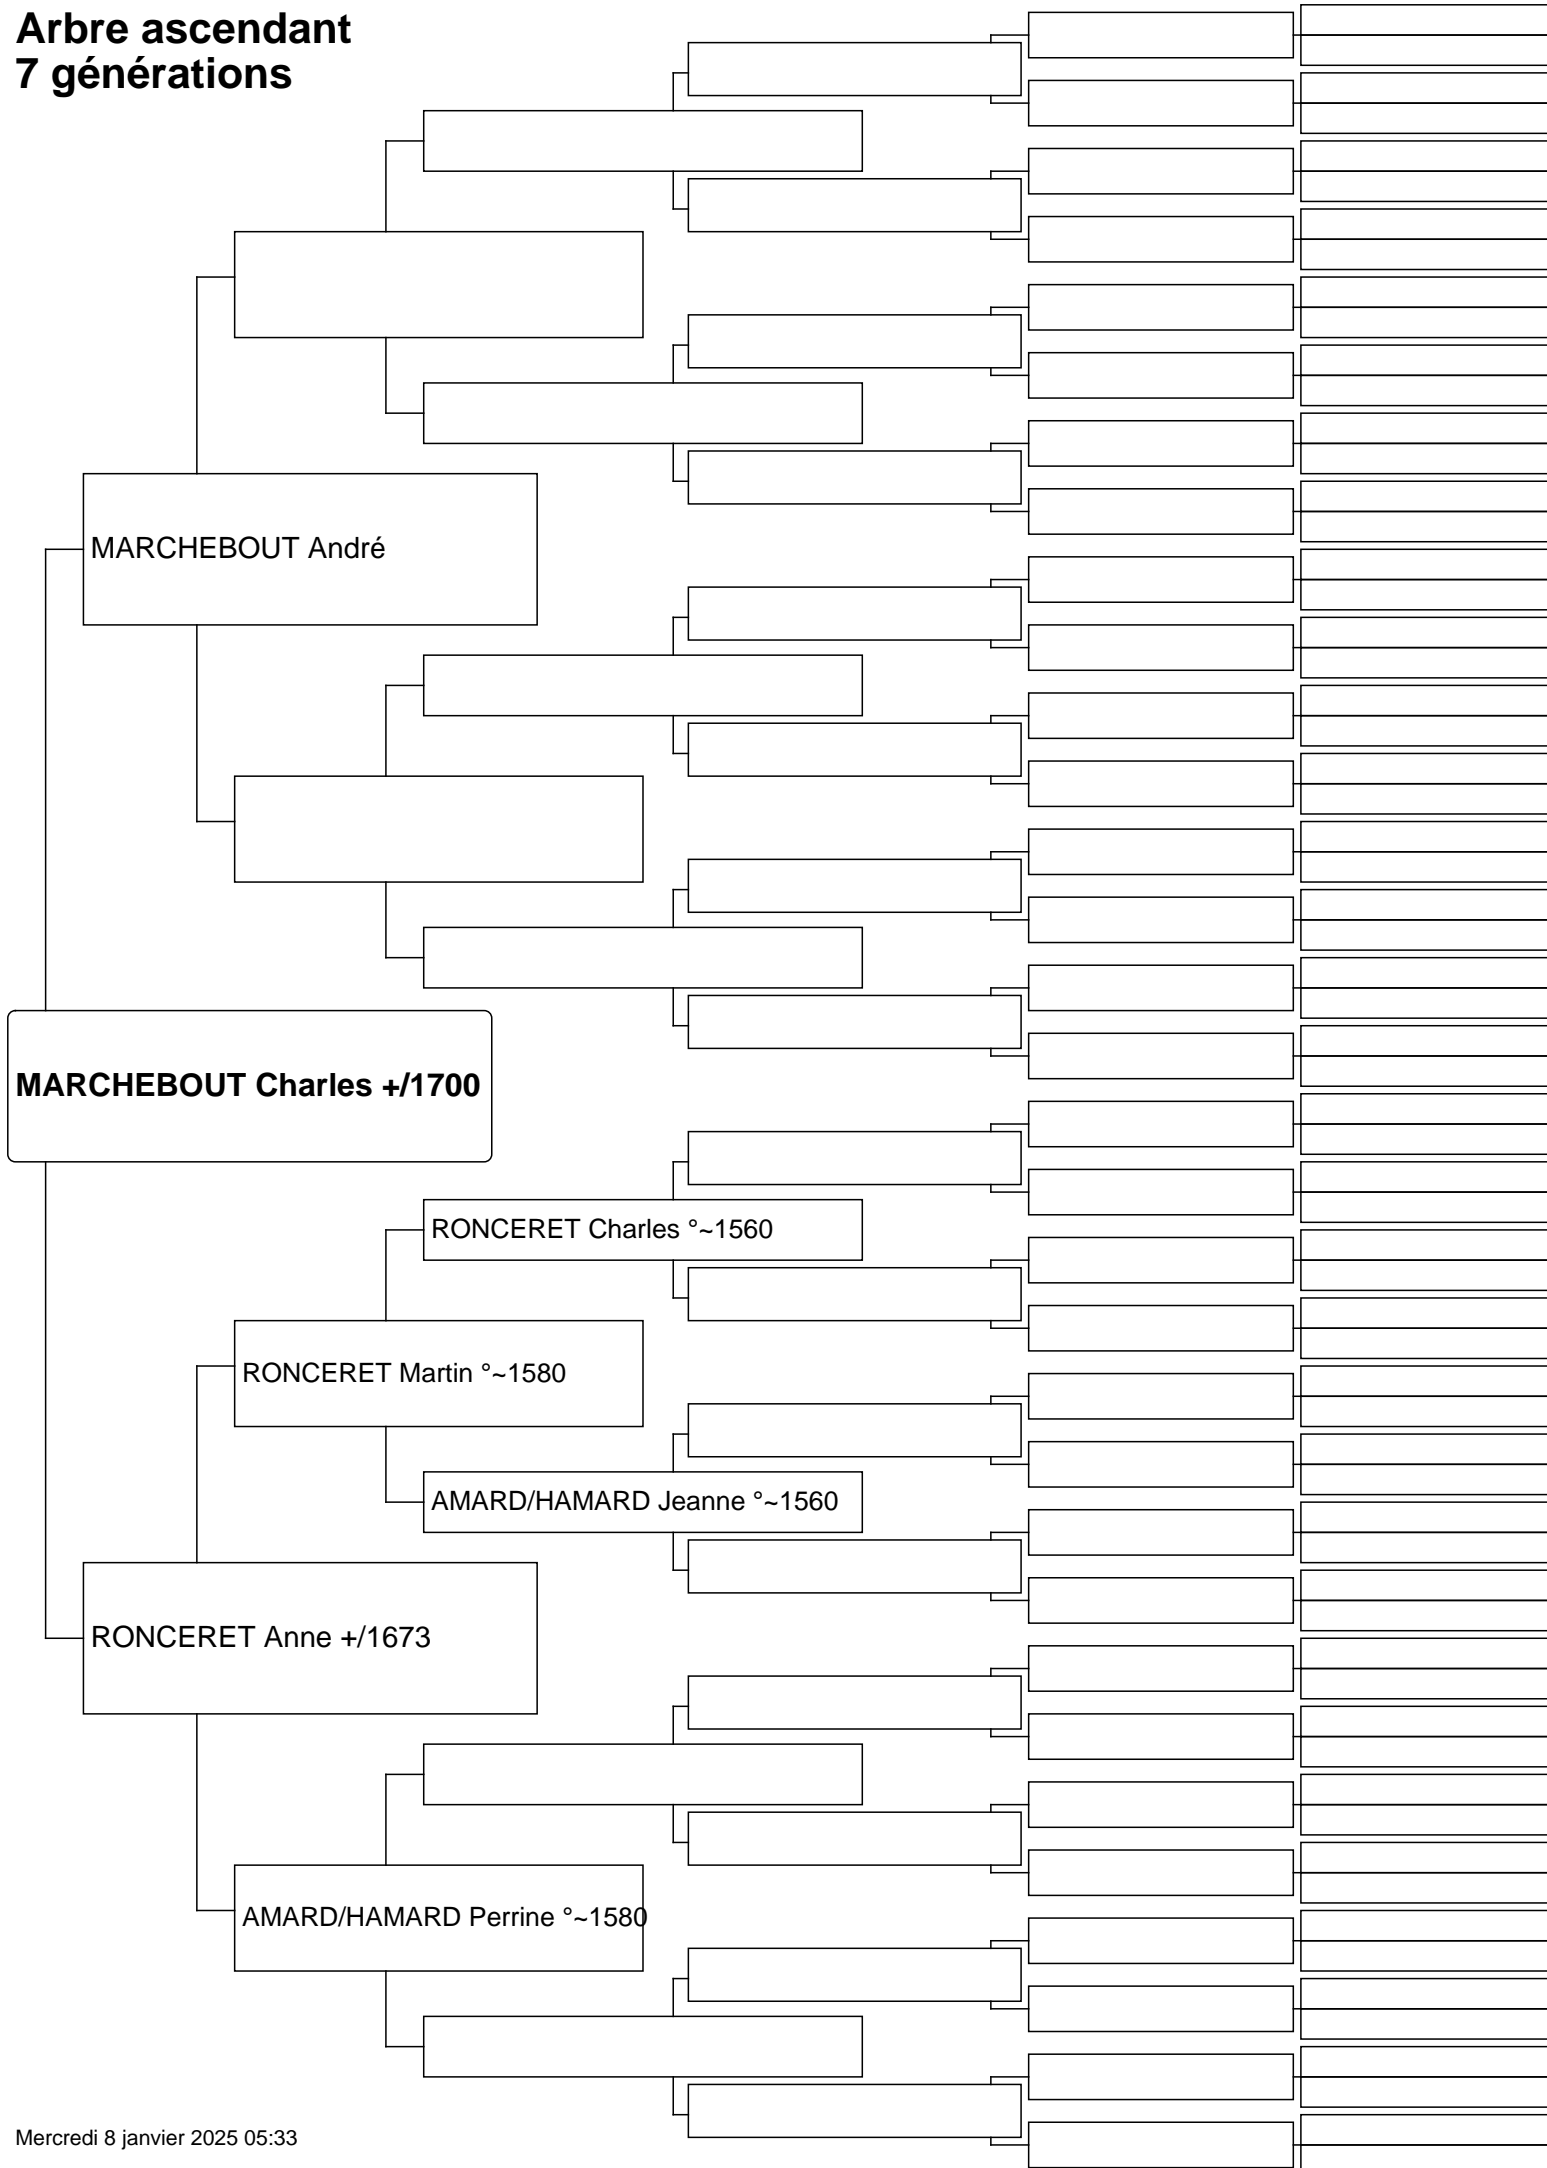 Arbre ascendant
7 générations
MARCHEBOUT André
MARCHEBOUT Charles +/1700
RONCERET Charles °~1560
RONCERET Martin °~1580
AMARD/HAMARD Jeanne °~1560
RONCERET Anne +/1673
AMARD/HAMARD Perrine °~1580
Mercredi 8 janvier 2025 05:33